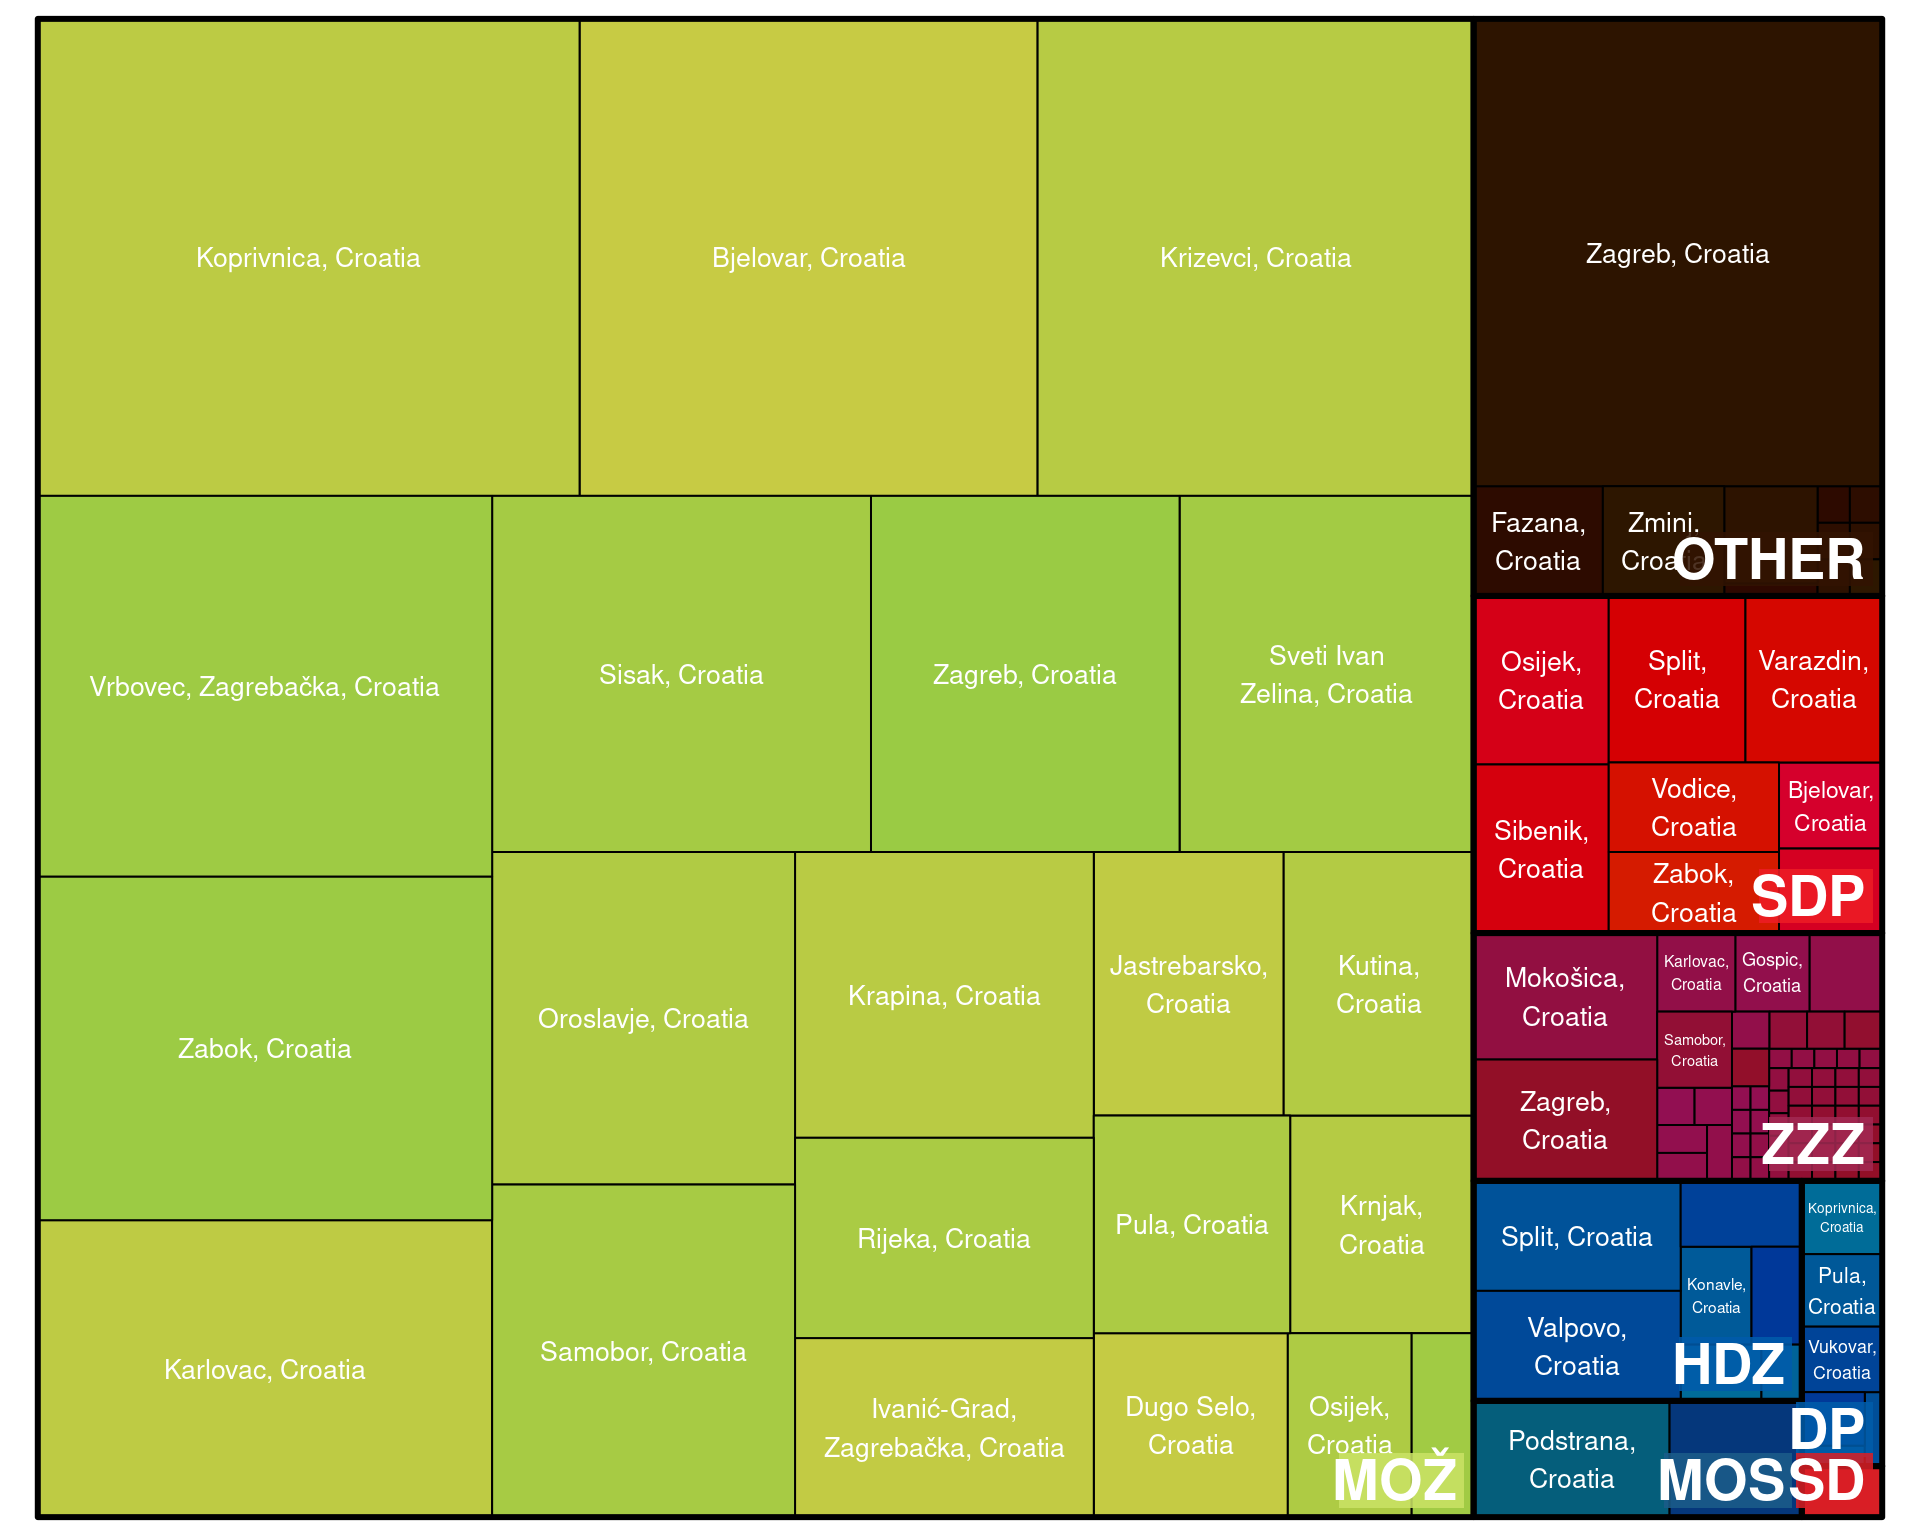 Koprivnica, Croatia
Bjelovar, Croatia
Krizevci, Croatia
Vrbovec, Zagrebačka, Croatia
Sisak, Croatia
Zagreb, Croatia
Sveti Ivan
Zelina, Croatia
Zabok, Croatia
Oroslavje, Croatia
Krapina, Croatia
Jastrebarsko,
Croatia
Kutina,
Croatia
Karlovac, Croatia
Samobor, Croatia
Rijeka, Croatia
Pula, Croatia
Krnjak,
Croatia
Ivanić-Grad,
Zagrebačka, Croatia
Dugo Selo,
Croatia
Osijek,
Croatia
MOŽ
Zagreb, Croatia
Fazana,
Croatia
Zmini.
Croatia
OTHER
Osijek,
Croatia
Split,
Croatia
Varazdin,
Croatia
Sibenik,
Croatia
Vodice,
Croatia
Bjelovar,
Croatia
Zabok,
Croatia
SDP
Mokošica,
Croatia
Karlovac,
Croatia
Gospic,
Croatia
Samobor,
Croatia
Zagreb,
Croatia
ZZZ
Split, Croatia
Konavle,
Croatia
Valpovo,
Croatia
HDZ
Koprivnica,
Croatia
Pula,
Croatia
Vukovar,
Croatia
DP
Podstrana,
Croatia
MOS
SD